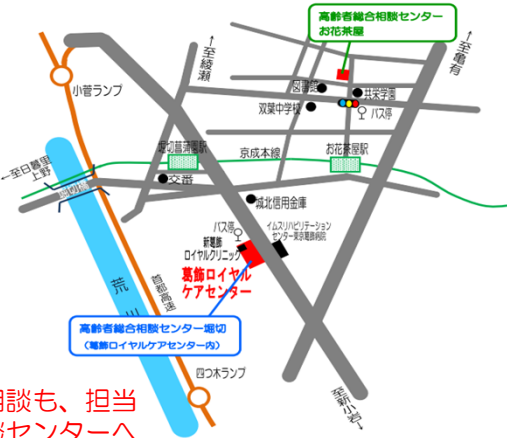 高齢者総合相談センター
お花茶屋
←至綾瀬
←至亀有
小菅ランプ
図書館
共栄学園
双葉中学校
バス停
堀切菖蒲園駅
京成本線
お花茶屋駅
←至日暮里
上野
交番
城北信用金庫
バス停
イムスリハビリテーション
センター東京葛飾病院
新葛飾
ロイヤルクリニック
葛飾ロイヤル
ケアセンター
荒
首都高速
高齢者総合相談センター堀切
(葛飾ロイヤルケアセンター内)
四つ木ランプ
至新小岩→
相談も、担当
談センターへ